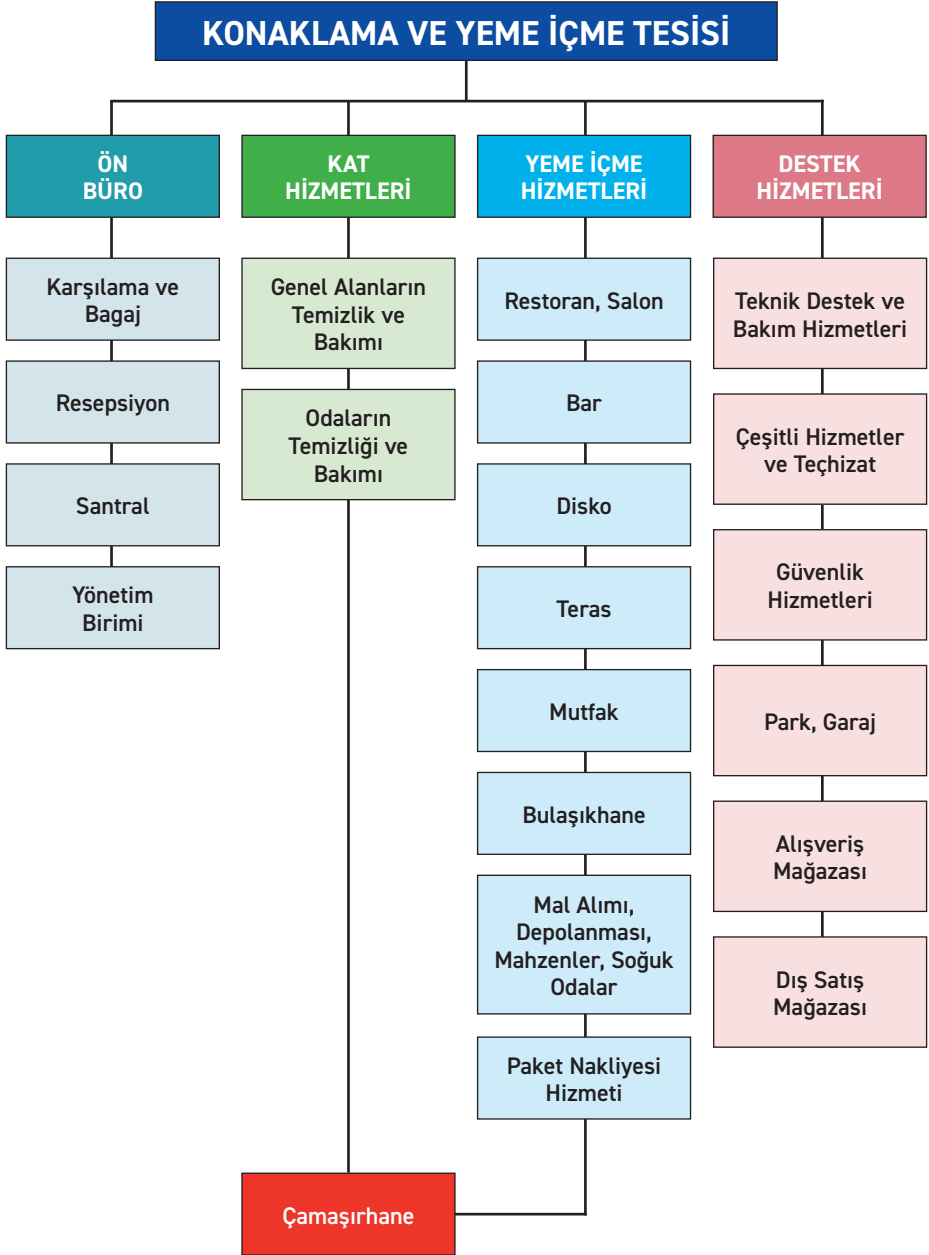 KONAKLAMA VE YEME İÇME TESİSİ
ÖN
BÜRO
Karşılama ve
Bagaj
Resepsiyon
Santral
Yönetim
Birimi
KAT
HİZMETLERİ
Genel Alanların
Temizlik ve
Bakımı
Odaların
Temizliği ve
Bakımı
YEME İÇME
HİZMETLERİ
Restoran, Salon
Bar
Disko
Teras
Mutfak
Bulaşıkhane
Mal Alımı,
Depolanması,
Mahzenler, Soğuk
Odalar
Paket Nakliyesi
Hizmeti
Çamaşırhane
DESTEK
HİZMETLERİ
Teknik Destek ve
Bakım Hizmetleri
Çeşitli Hizmetler
ve Teçhizat
Güvenlik
Hizmetleri
Park, Garaj
Alışveriş
Mağazası
Dış Satış
Mağazası